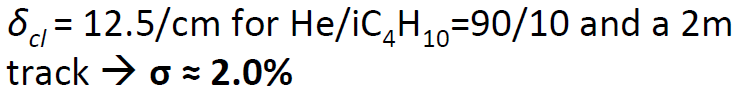 δcl = 12.5/cm for He/iC4H10=90/10 and a 2m
track → σ ≈ 2.0%